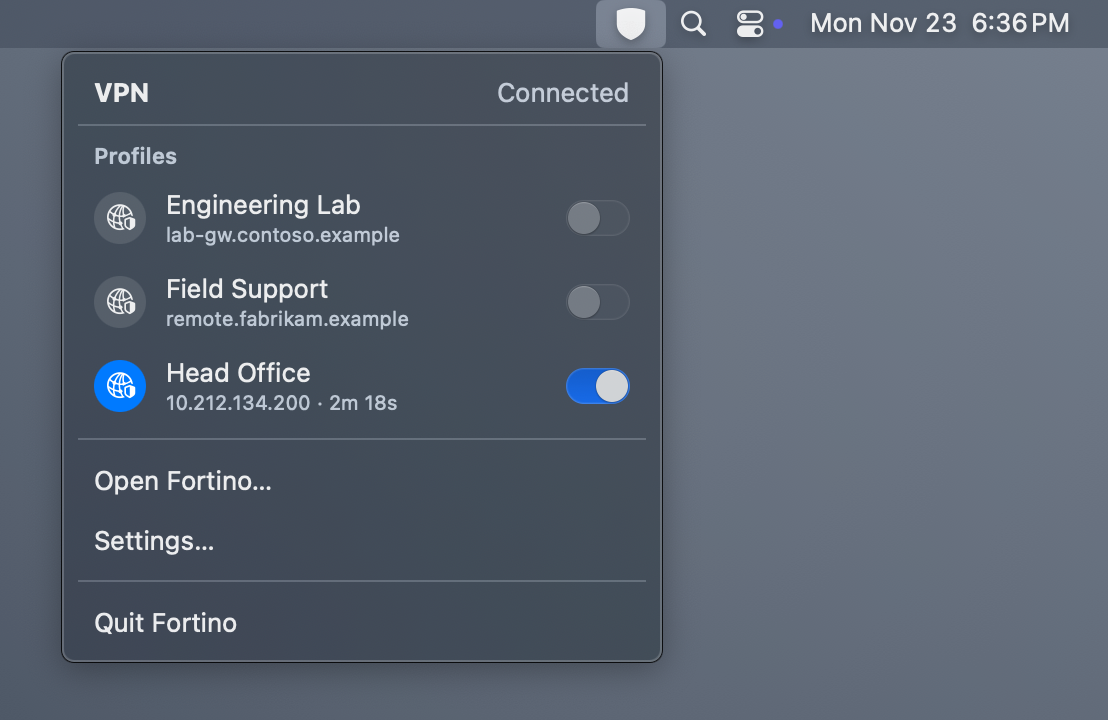 Mon Nov 23 6:36 PM
VPN
Connected
Profiles
Engineering Lab
lab-gw.contoso.example
Field Support
remote.fabrikam.example
Head Office
10.212.134.200 · 2m 18s
Open Fortino...
Settings...
Quit Fortino